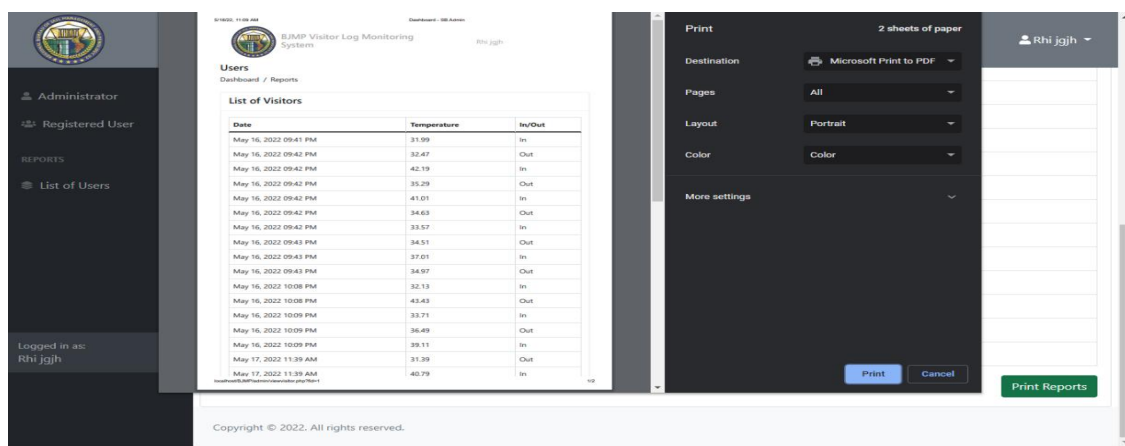 Administrator
Registered User
REPORTS
List of Users
Logged in as:
Rhi jgjh
5/19/22, 11:08 AM Dashboard - SB Admin
BJMP Visitor Log Monitoring
System
Rhi jgjh
Users
Dashboard / Reports
List of Visitors
Date Temperature In/Out
May 16, 2022 09:41 PM 31.99 In
May 16, 2022 09:42 PM 32.47 Out
May 16, 2022 09:42 PM 42.19 In
May 16, 2022 09:42 PM 35.29 Out
May 16, 2022 09:42 PM 41.01 In
May 16, 2022 09:42 PM 34.63 Out
May 16, 2022 09:42 PM 33.57 In
May 16, 2022 09:43 PM 34.51 Out
May 16, 2022 09:43 PM 37.01 In
May 16, 2022 09:43 PM 34.97 Out
May 16, 2022 10:08 PM 32.13 In
May 16, 2022 10:08 PM 43.43 Out
May 16, 2022 10:09 PM 33.71 In
May 16, 2022 10:09 PM 36.49 Out
May 16, 2022 10:09 PM 39.11 In
May 17, 2022 11:39 AM 31.39 Out
May 17, 2022 11:39 AM 40.79 In
1/2
Print 2 sheets of paper
Destination Microsoft Print to PDF
Pages All
Layout Portrait
Color Color
More settings
Print Cancel
Rhi jgjh
Print Reports
Copyright © 2022. All rights reserved.